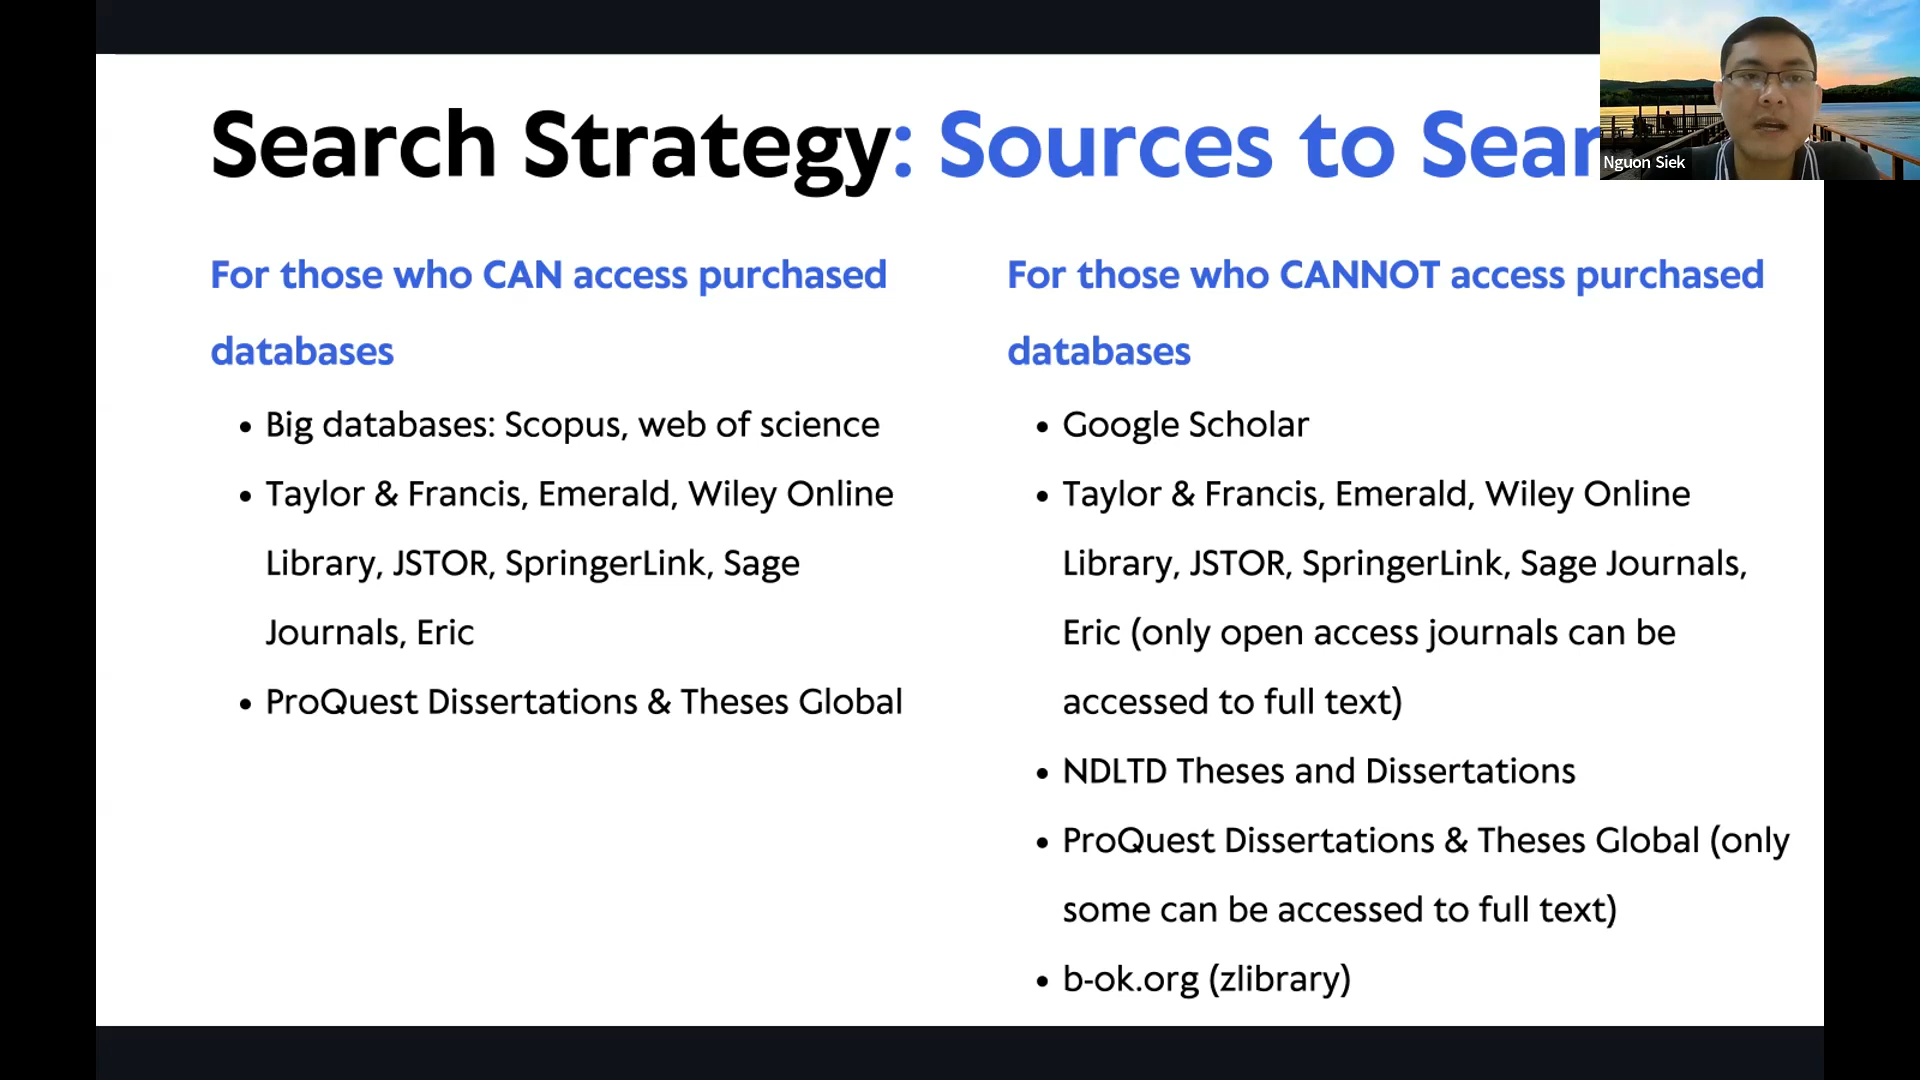 Search Strategy: Sources to Sear
Nguon Siek
For those who CAN access purchased
databases
• Big databases: Scopus, web of science
• Taylor & Francis, Emerald, Wiley Online
Library, JSTOR, SpringerLink, Sage
Journals, Eric
• ProQuest Dissertations & Theses Global
For those who CANNOT access purchased
databases
• Google Scholar
• Taylor & Francis, Emerald, Wiley Online
Library, JSTOR, SpringerLink, Sage Journals,
Eric (only open access journals can be
accessed to full text)
• NDLTD Theses and Dissertations
• ProQuest Dissertations & Theses Global (only
some can be accessed to full text)
• b-ok.org (zlibrary)